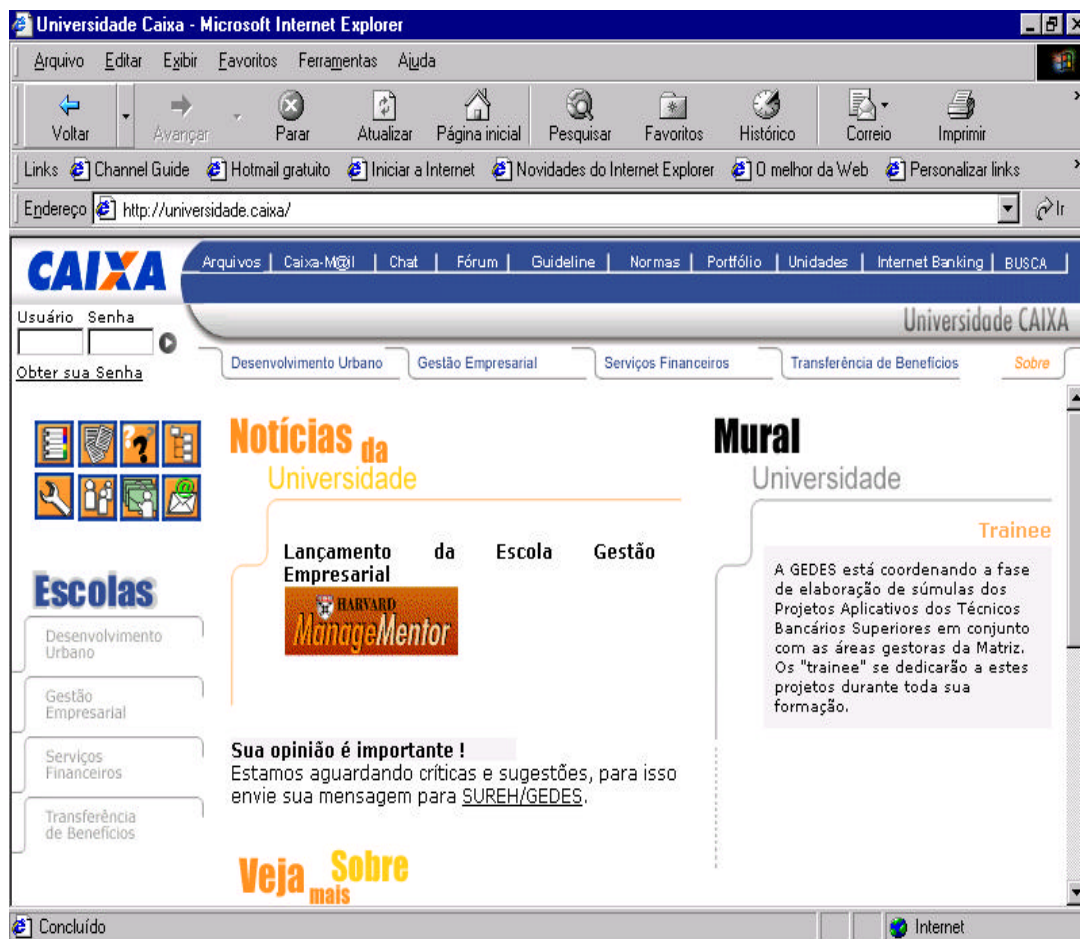 Universidade Caixa - Microsoft Internet Explorer
Arquivo Editar Exibir Favoritos Ferramentas Ajuda
Voltar Avançar Parar Atualizar Página inicial Pesquisar Favoritos Histórico Correio Imprimir
Links Channel Guide Hotmail gratuito Iniciar a Internet Novidades do Internet Explorer O melhor da Web Personalizar links
Endereço http://universidade.caixa/ Ir
CAIXA
Arquivos | Caixa-M@il | Chat | Fórum | Guideline | Normas | Portfólio | Unidades | Internet Banking | BUSCA |
Usuário Senha
Universidade CAIXA
Obter sua Senha
Desenvolvimento Urbano Gestão Empresarial Serviços Financeiros Transferência de Benefícios Sobre
Notícias da
Universidade
Lançamento da Escola Gestão
Empresarial
HARVARD
ManageMentor
Mural
Universidade
Trainee
A GEDES está coordenando a fase
de elaboração de súmulas dos
Projetos Aplicativos dos Técnicos
Bancários Superiores em conjunto
com as áreas gestoras da Matriz.
Os "trainee" se dedicarão a estes
projetos durante toda sua
formação.
Escolas
Desenvolvimento
Urbano
Gestão
Empresarial
Serviços
Financeiros
Transferência
de Benefícios
Sua opinião é importante !
Estamos aguardando críticas e sugestões, para isso
envie sua mensagem para SUREH/GEDES.
Veja mais Sobre
Concluído Internet